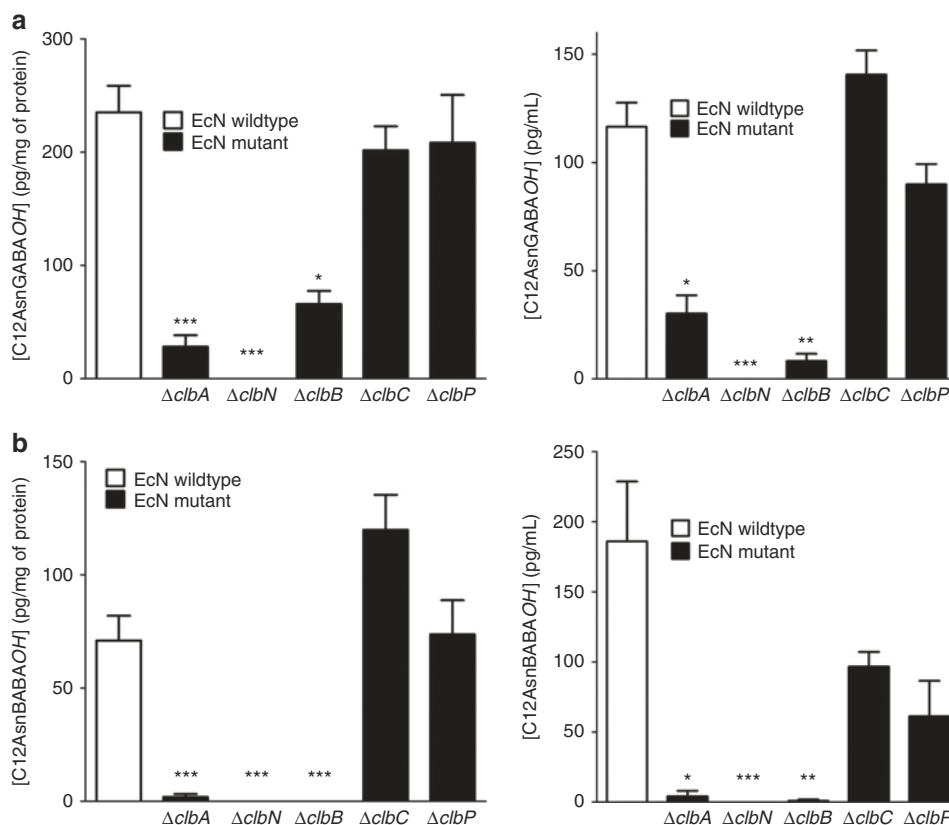 a
[C12AsnGABAOH] (pg/mg of protein)
300
200
100
0
EcN wildtype
EcN mutant
***
***
*
ΔclbA ΔclbN ΔclbB ΔclbC ΔclbP
[C12AsnGABAOH] (pg/mL)
150
100
50
0
EcN wildtype
EcN mutant
*
***
**
ΔclbA ΔclbN ΔclbB ΔclbC ΔclbP
b
[C12AsnBABAOH] (pg/mg of protein)
150
100
50
0
EcN wildtype
EcN mutant
*** *** ***
ΔclbA ΔclbN ΔclbB ΔclbC ΔclbP
[C12AsnBABAOH] (pg/mL)
250
200
150
100
50
0
EcN wildtype
EcN mutant
* *** **
ΔclbA ΔclbN ΔclbB ΔclbC ΔclbP